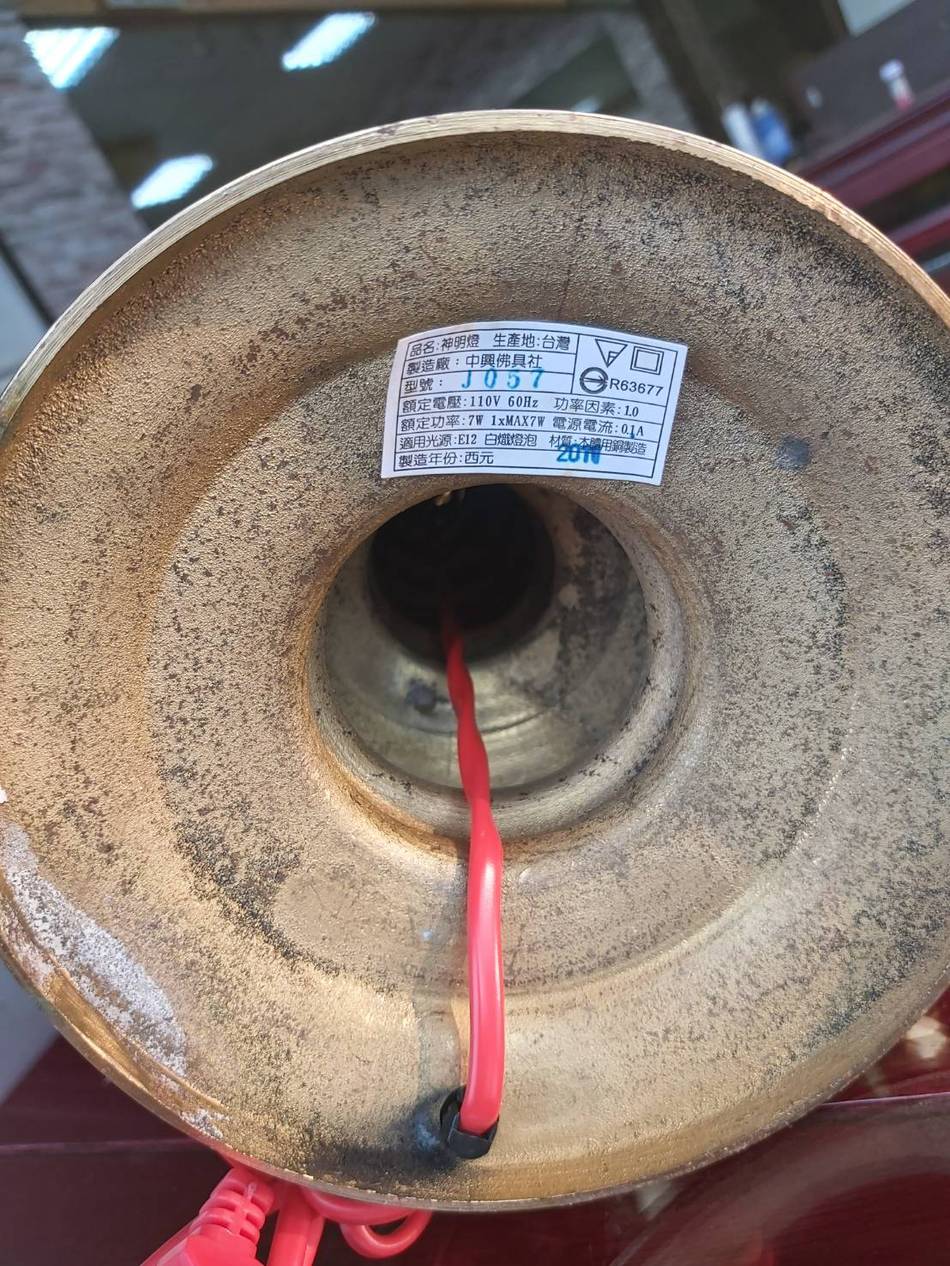 品名:神明燈 生產地:台灣
製造廠:中興佛具社
型號: J057
F
R63677
額定電壓:110V 60Hz 功率因素:1.0
額定功率:7W 1xMAX7W 電源電流:0.1A
適用光源:E12 白熾燈泡 材質:本體用銅製造
製造年份:西元